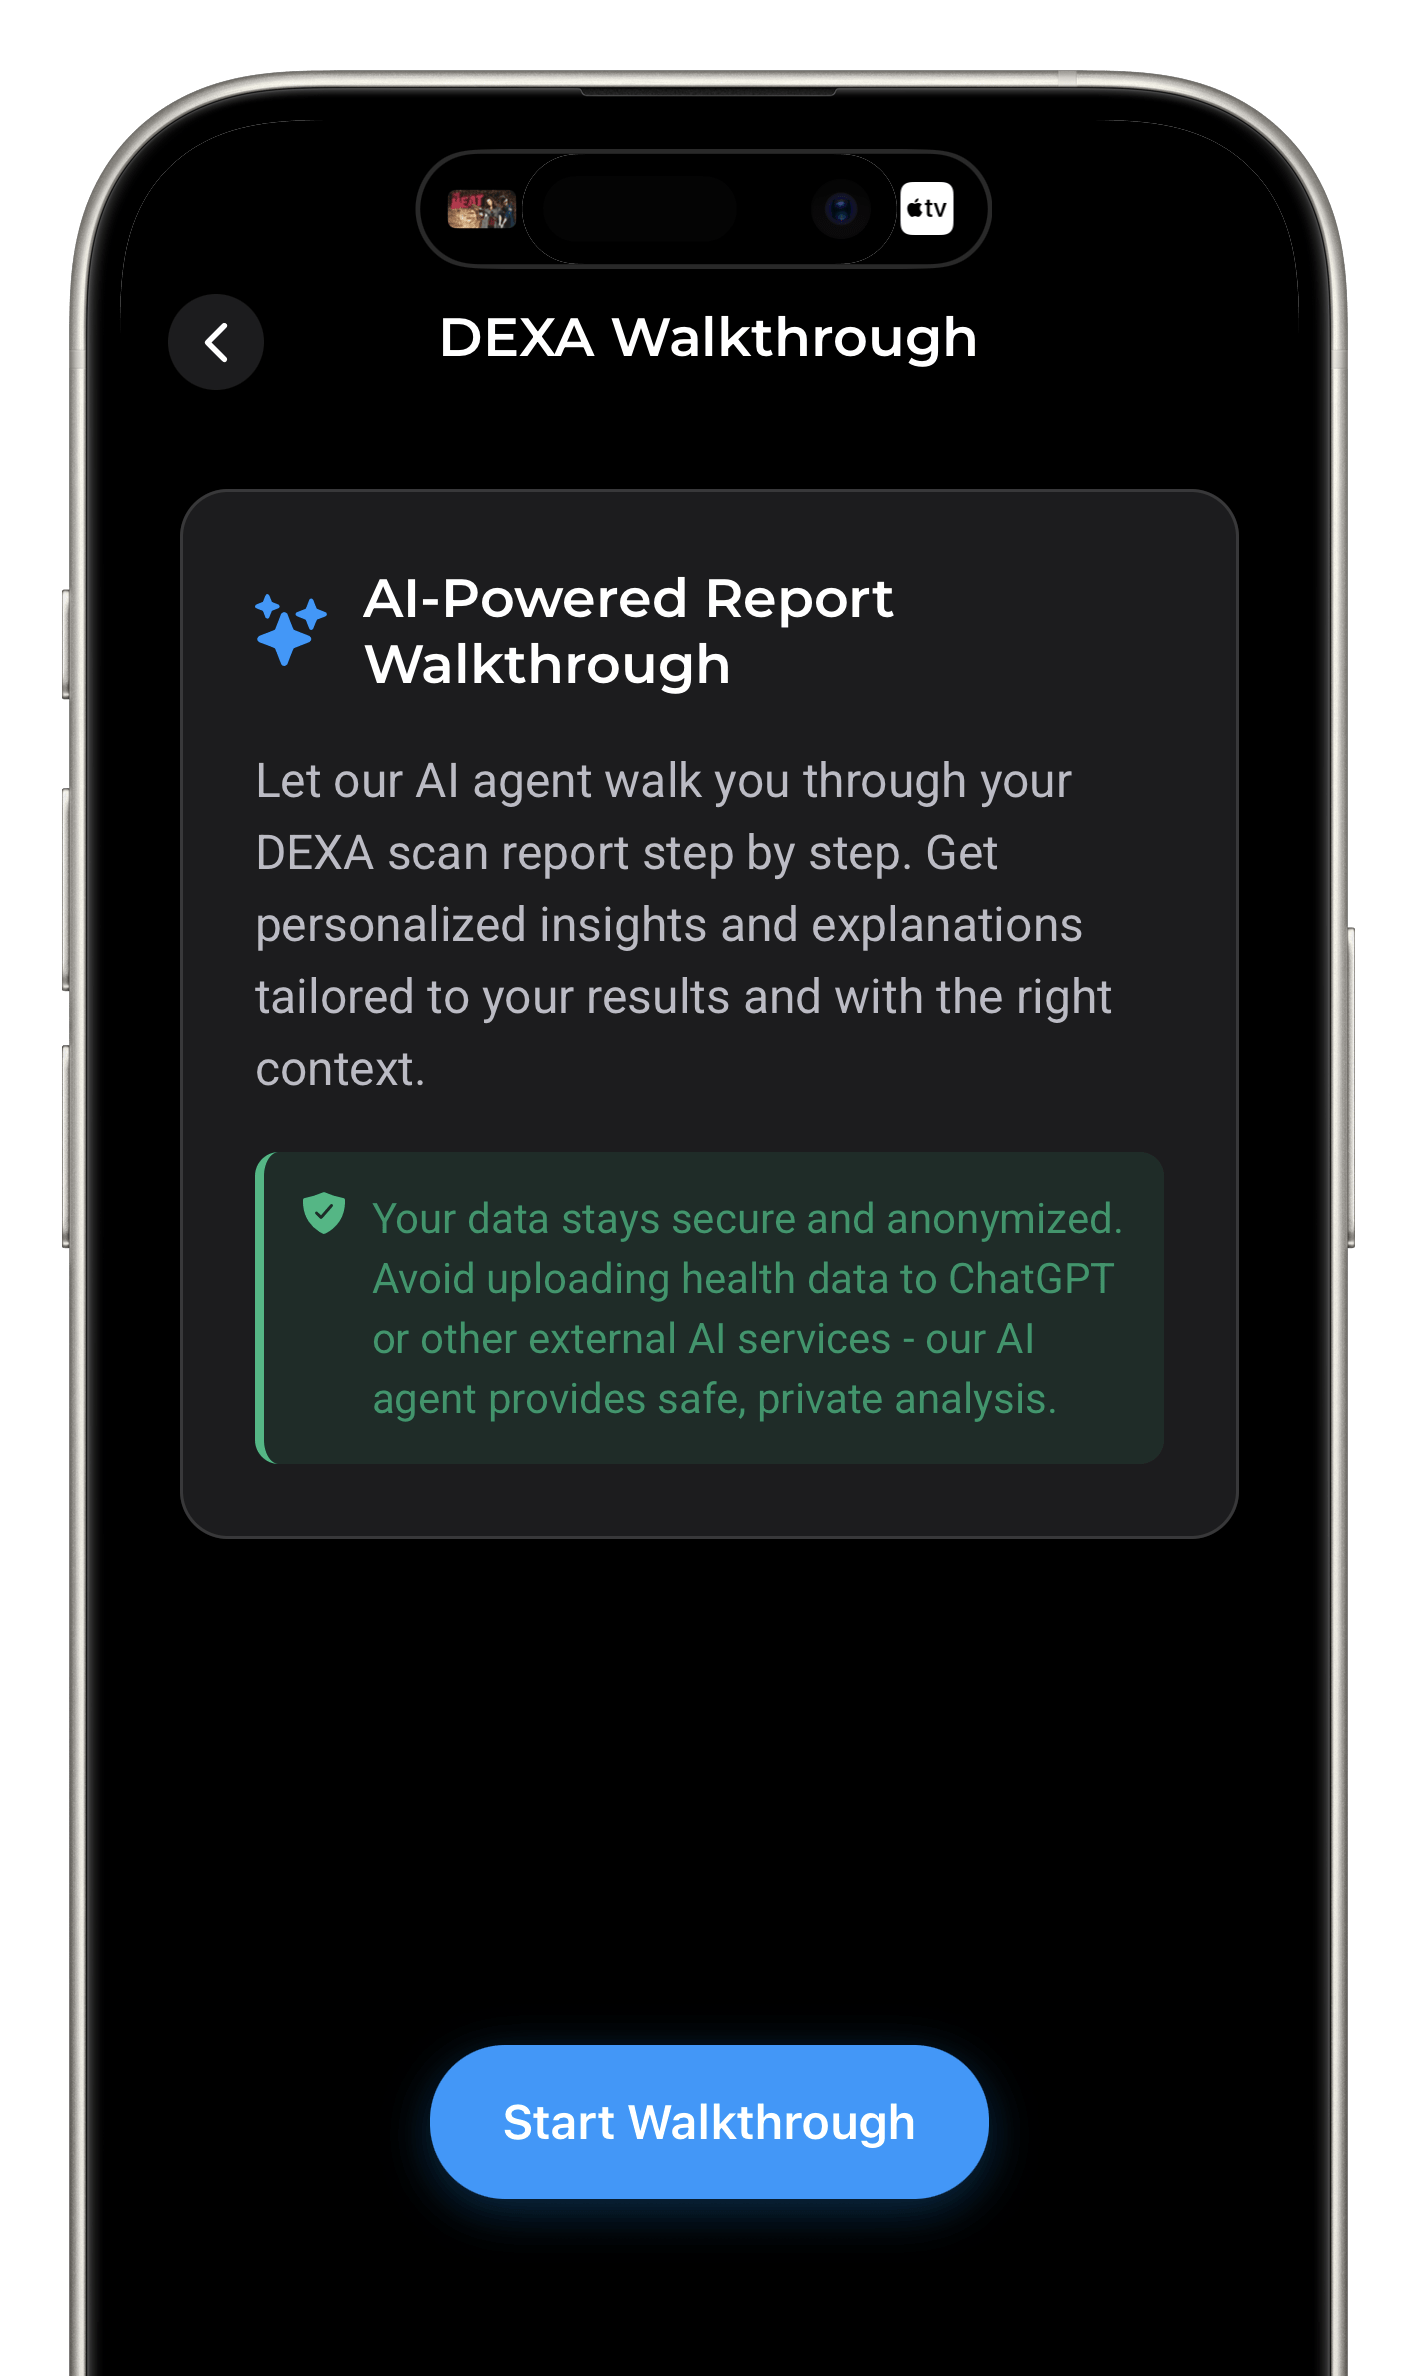 HEAT
tv
DEXA Walkthrough
AI-Powered Report
Walkthrough
Let our AI agent walk you through your
DEXA scan report step by step. Get
personalized insights and explanations
tailored to your results and with the right
context.
Your data stays secure and anonymized.
Avoid uploading health data to ChatGPT
or other external AI services - our AI
agent provides safe, private analysis.
Start Walkthrough